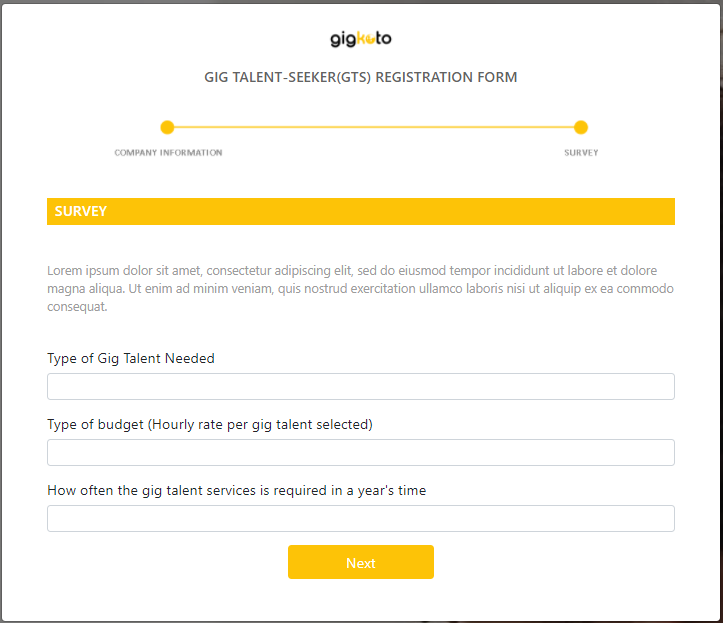 gigkoto
GIG TALENT-SEEKER(GTS) REGISTRATION FORM
COMPANY INFORMATION
SURVEY
SURVEY
Lorem ipsum dolor sit amet, consectetur adipiscing elit, sed do eiusmod tempor incididunt ut labore et dolore
magna aliqua. Ut enim ad minim veniam, quis nostrud exercitation ullamco laboris nisi ut aliquip ex ea commodo
consequat.
Type of Gig Talent Needed
Type of budget (Hourly rate per gig talent selected)
How often the gig talent services is required in a year's time
Next